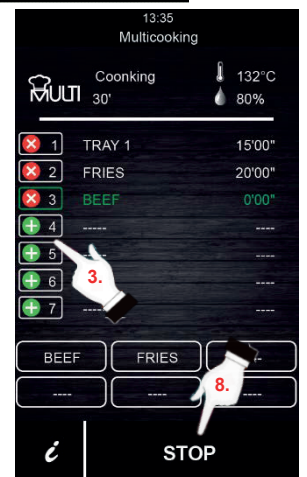 13:35
Multicooking
MULTI Coonking 132°C
30' 80%
1 TRAY 1 15'00"
2 FRIES 20'00"
3 BEEF 0'00"
4 ----- ----
5 ----- ----
3.
6 ----- ----
7 ----- ----
BEEF FRIES ----
8.
---- ---- ----
i STOP